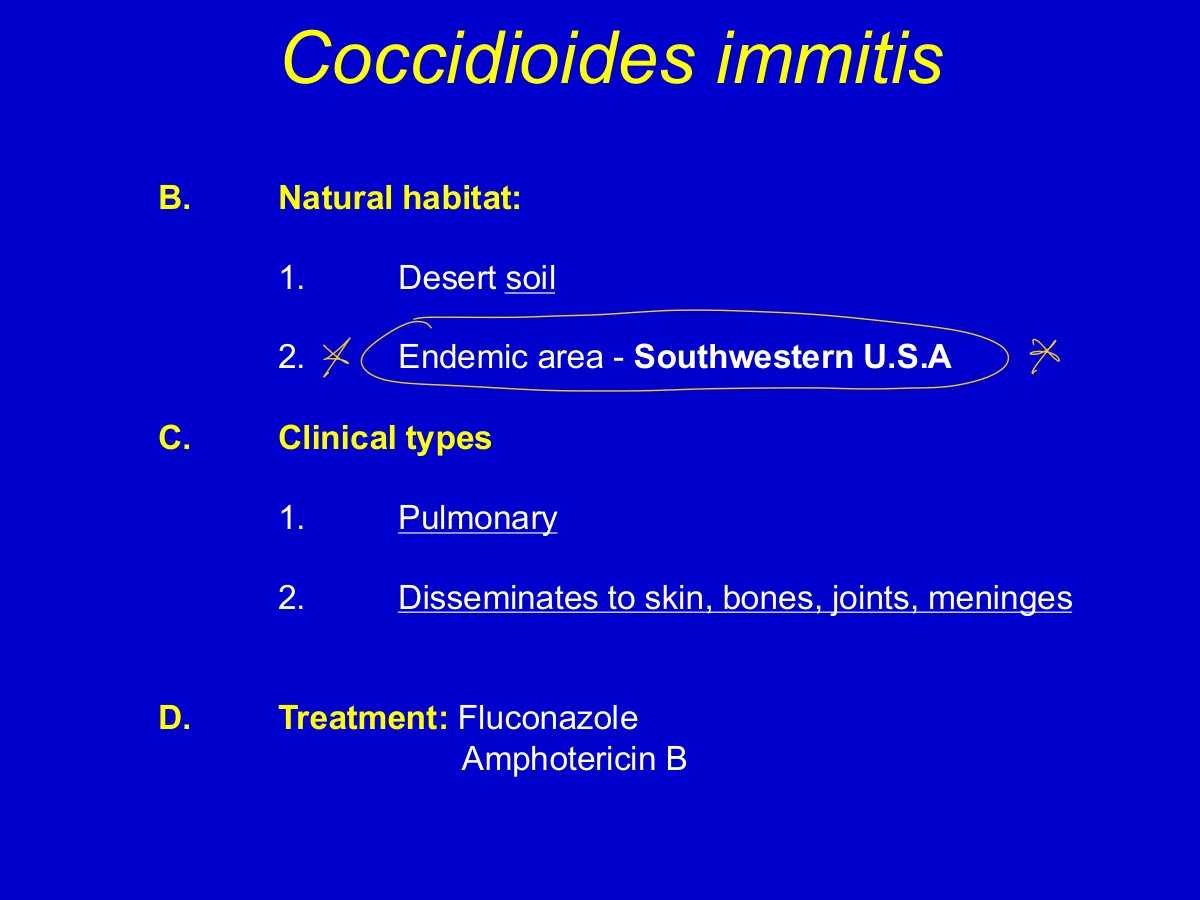 Coccidioides immitis
B. Natural habitat:
1. Desert soil
2. Endemic area - Southwestern U.S.A
C. Clinical types
1. Pulmonary
2. Disseminates to skin, bones, joints, meninges
D. Treatment: Fluconazole
Amphotericin B